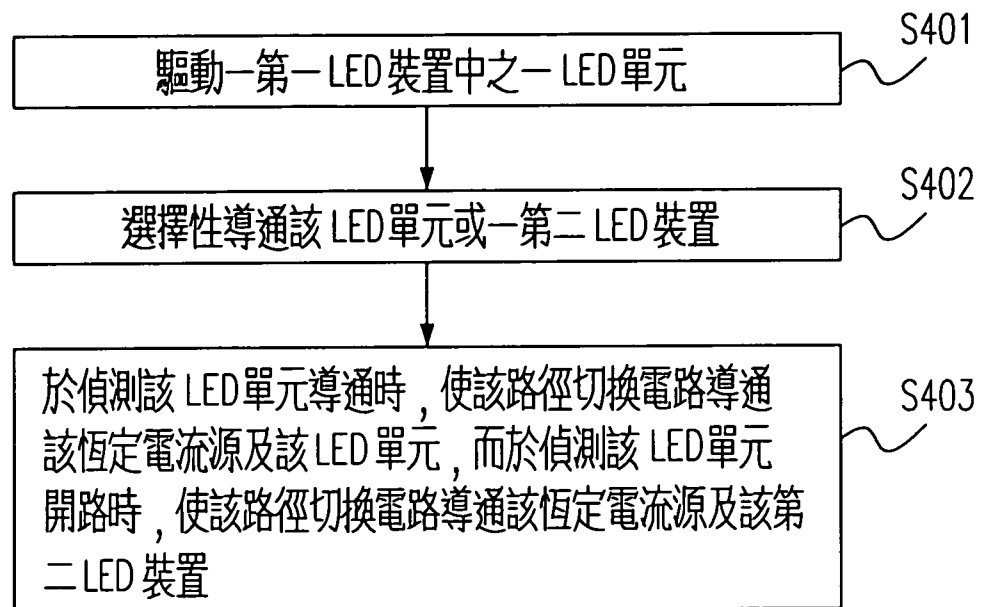 S401
驅動一第一LED裝置中之一LED單元
S402
選擇性導通該LED單元或一第二LED裝置
S403
於偵測該LED單元導通時,使該路徑切換電路導通
該恆定電流源及該LED單元,而於偵測該LED單元
開路時,使該路徑切換電路導通該恆定電流源及該第
二LED裝置